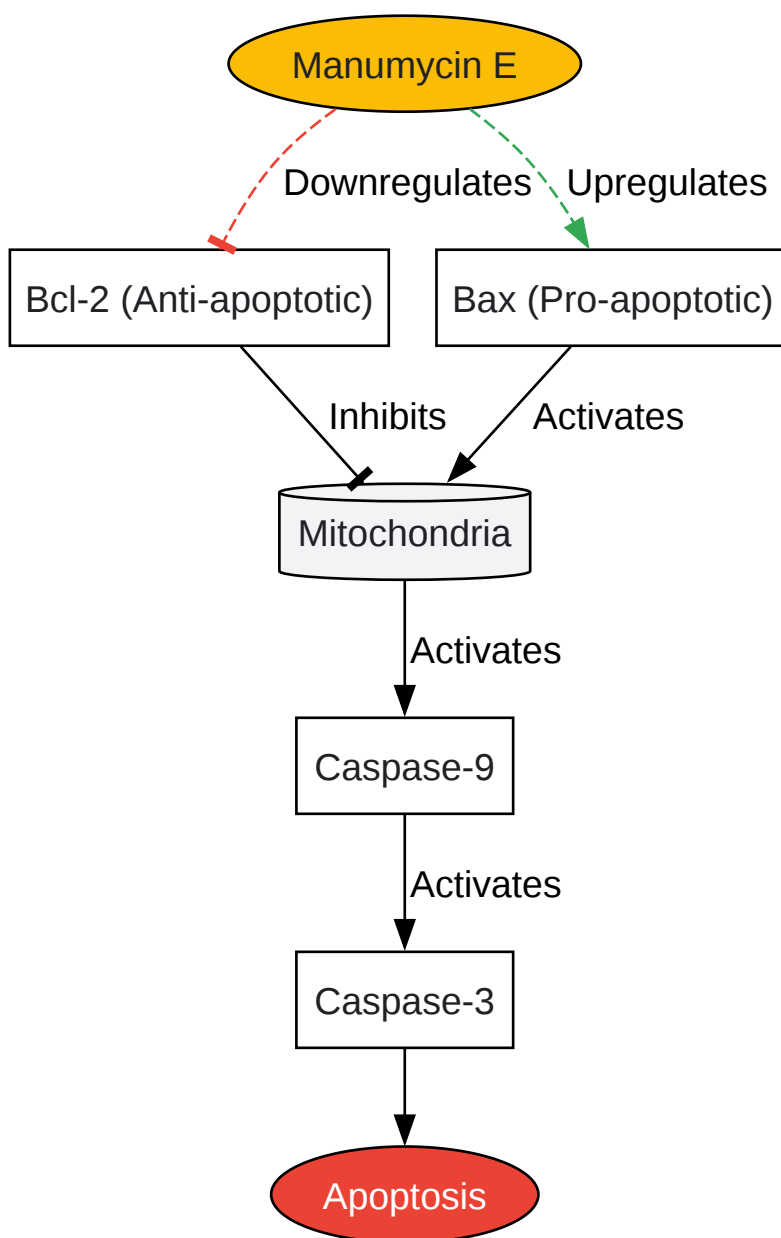 Manumycin E
Downregulates
Upregulates
Bcl-2 (Anti-apoptotic)
Bax (Pro-apoptotic)
Inhibits
Activates
Mitochondria
Activates
Caspase-9
Activates
Caspase-3
Apoptosis